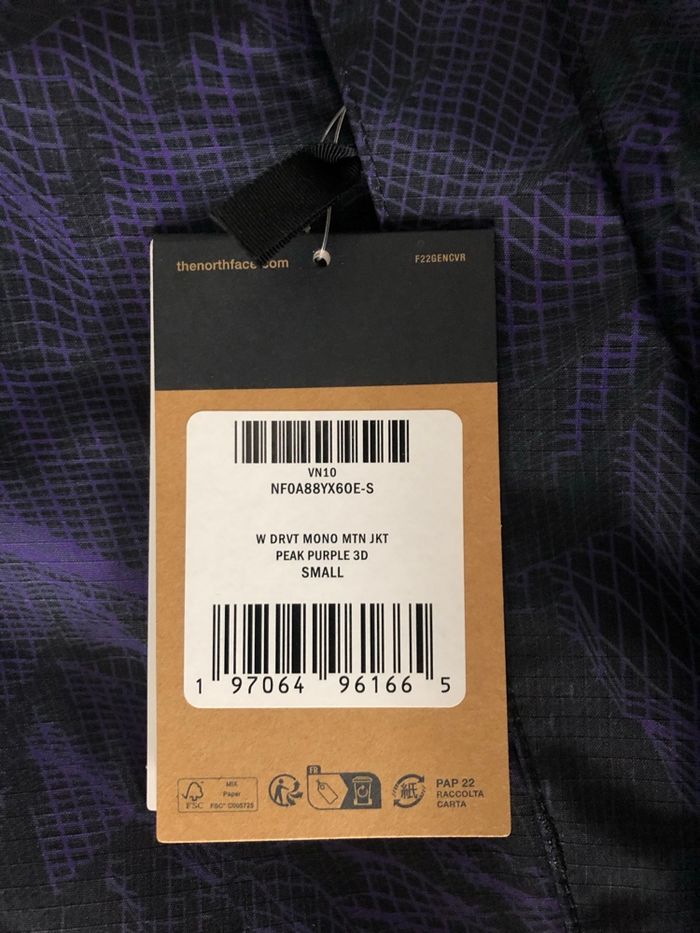 thenorthface.com
F22GENCVR
VN10
NF0A88YX6OE-S
W DRVT MONO MTN JKT
PEAK PURPLE 3D
SMALL
1 97064 96166 5
FSC
MIX
Paper
FSC® C005725
FR
紙
PAP 22
RACCOLTA
CARTA